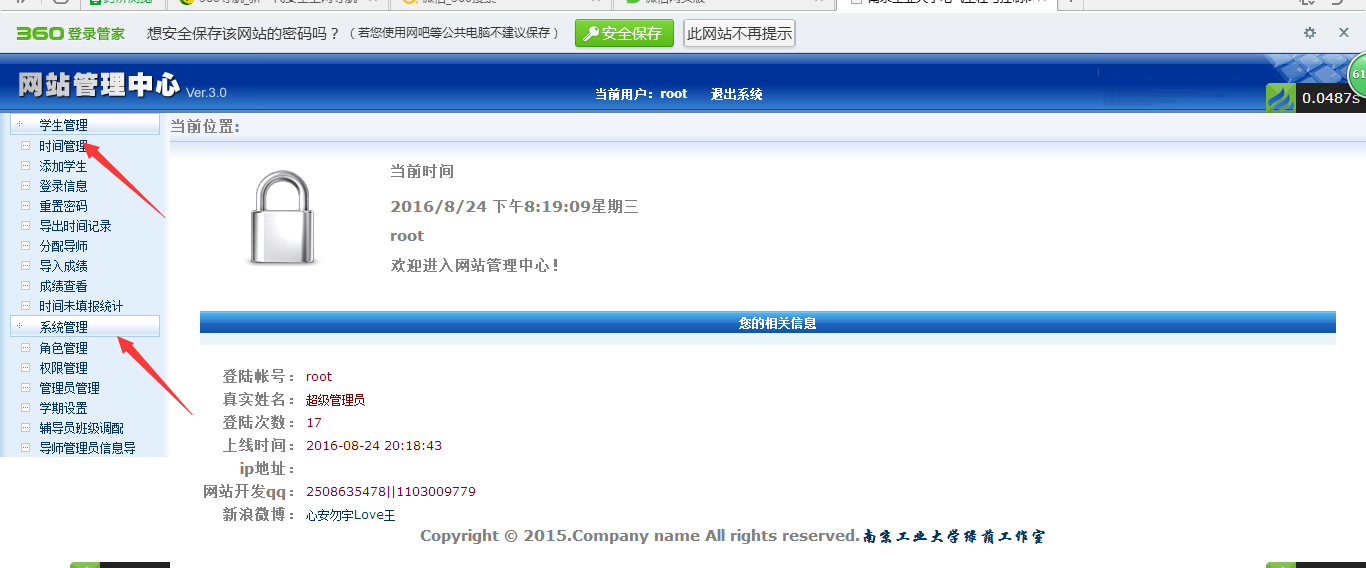 360登录管家 想安全保存该网站的密码吗？（若您使用网吧等公共电脑不建议保存） 安全保存 此网站不再提示
网站管理中心 Ver.3.0
当前用户：root 退出系统
61
0.0487s
学生管理
时间管理
添加学生
登录信息
重置密码
导出时间记录
分配导师
导入成绩
成绩查看
时间未填报统计
系统管理
角色管理
权限管理
管理员管理
学期设置
辅导员班级调配
导师管理员信息导
当前位置:
当前时间
2016/8/24 下午8:19:09星期三
root
欢迎进入网站管理中心！
您的相关信息
登陆帐号： root
真实姓名： 超级管理员
登陆次数： 17
上线时间： 2016-08-24 20:18:43
ip地址：
网站开发qq： 2508635478||1103009779
新浪微博： 心安勿宇Love王
Copyright © 2015.Company name All rights reserved.南京工业大学绿茵工作室